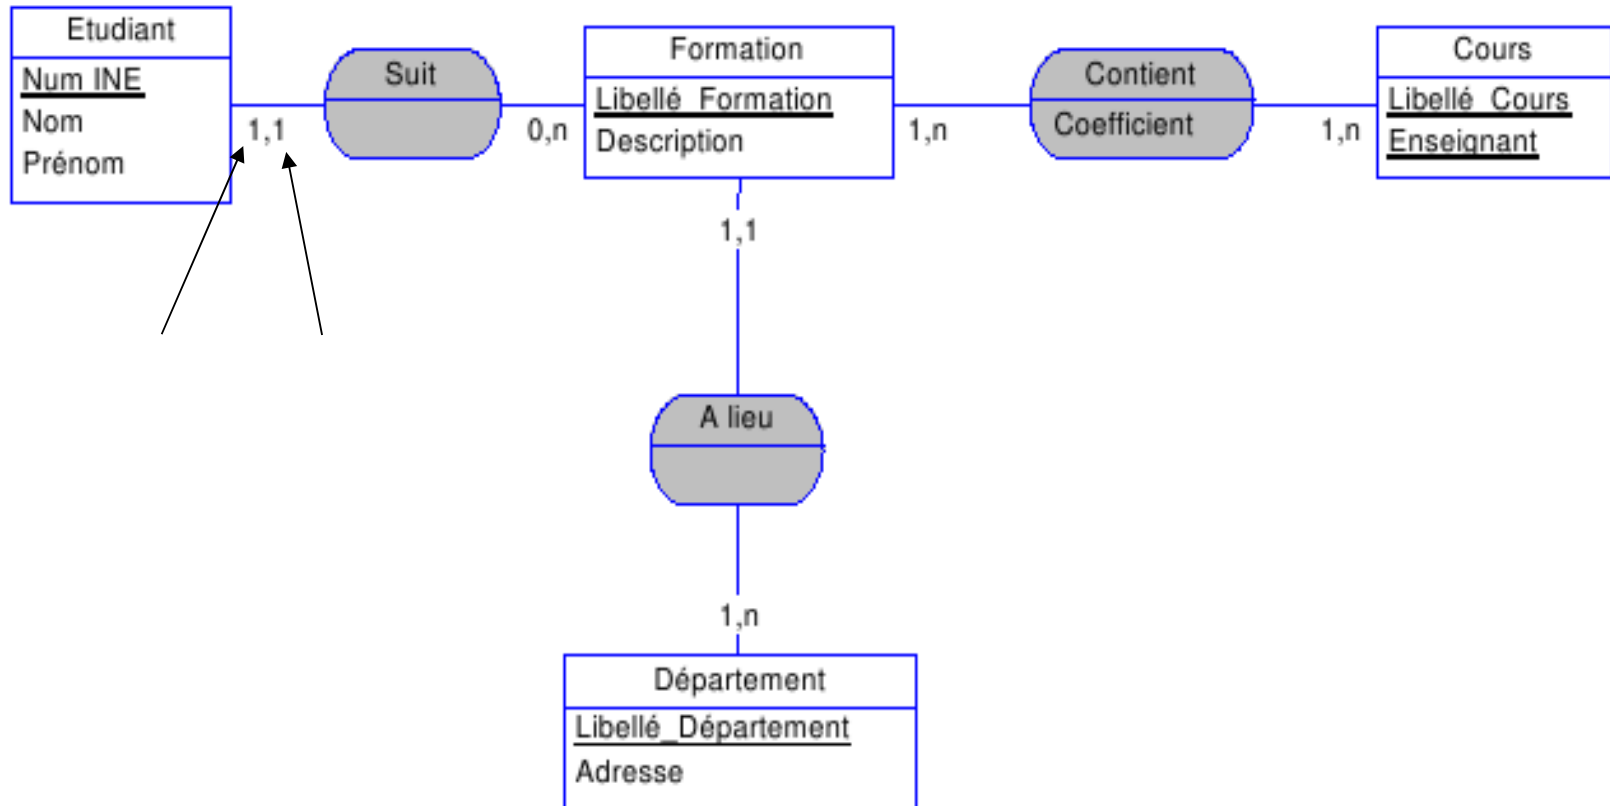 Etudiant
Num INE
Nom
Prénom
1,1
Suit
0,n
Formation
Libellé_Formation
Description
1,n
Contient
Coefficient
1,n
Cours
Libellé_Cours
Enseignant
1,1
A lieu
1,n
Département
Libellé_Département
Adresse